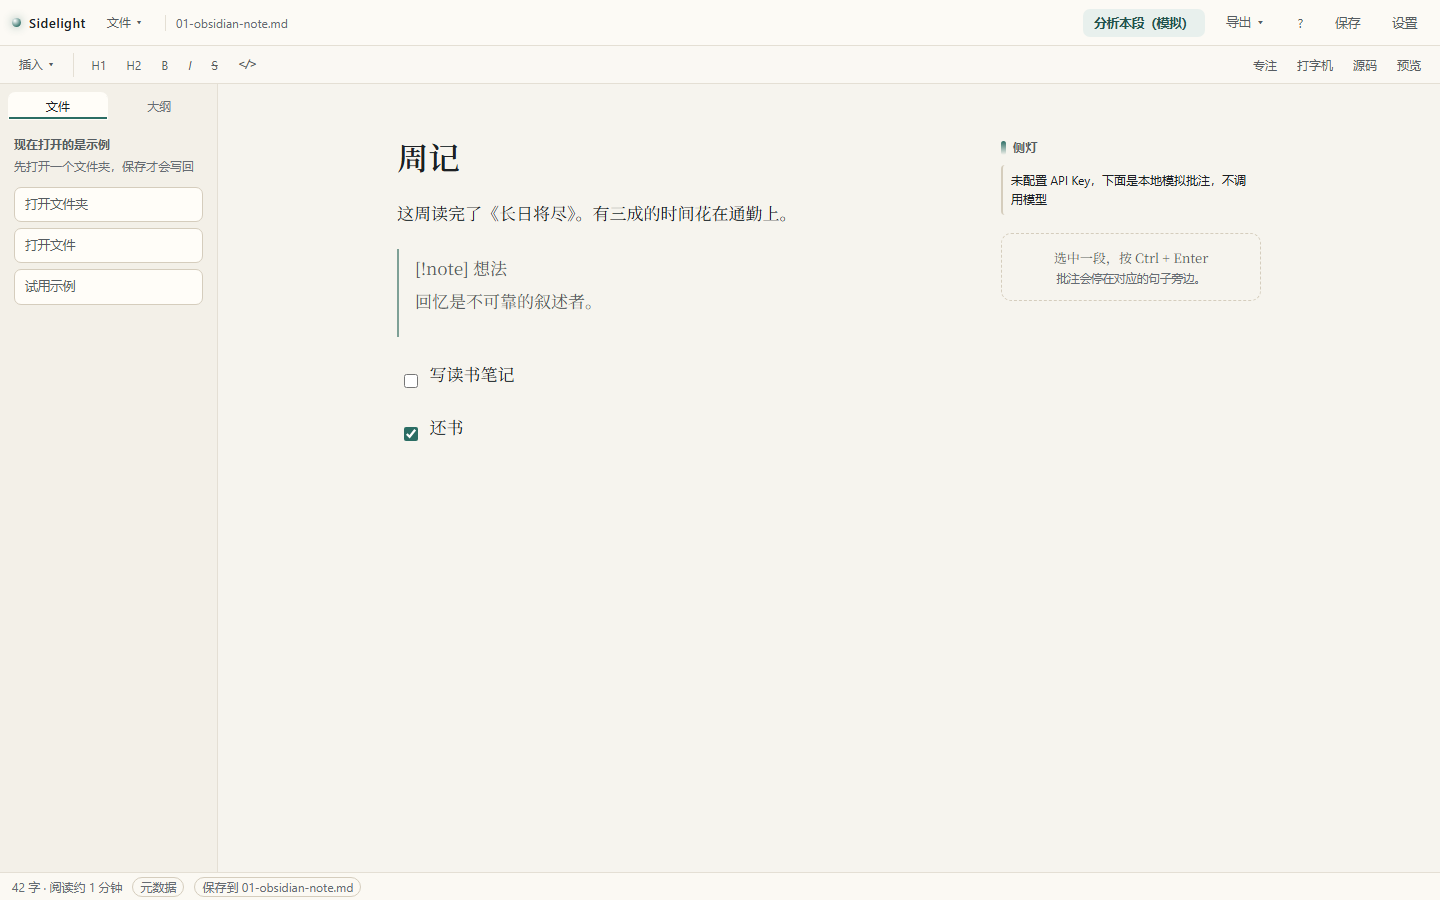 Sidelight 文件 ▾ 01-obsidian-note.md 分析本段（模拟） 导出 ▾ ? 保存 设置
插入 ▾ H1 H2 B I S </> 专注 打字机 源码 预览
文件 大纲
现在打开的是示例
先打开一个文件夹，保存才会写回
打开文件夹
打开文件
试用示例
周记
这周读完了《长日将尽》。有三成的时间花在通勤上。
[!note] 想法
回忆是不可靠的叙述者。
写读书笔记
还书
侧灯
未配置 API Key，下面是本地模拟批注，不调
用模型
选中一段，按 Ctrl + Enter
批注会停在对应的句子旁边。
42 字 · 阅读约 1 分钟 元数据 保存到 01-obsidian-note.md